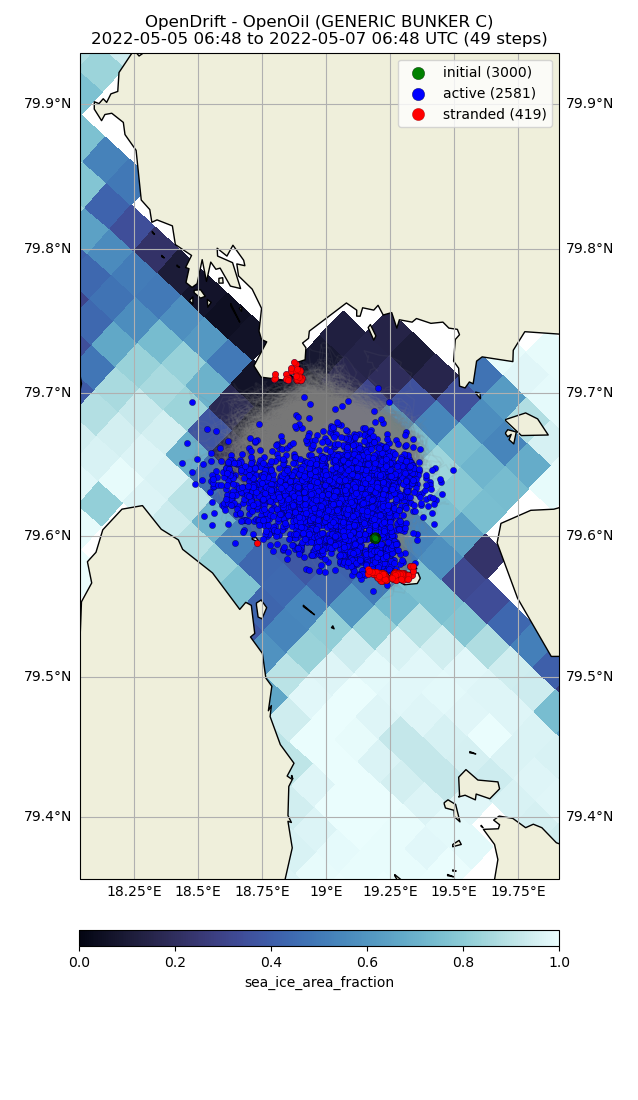 OpenDrift - OpenOil (GENERIC BUNKER C)
2022-05-05 06:48 to 2022-05-07 06:48 UTC (49 steps)
initial (3000)
active (2581)
stranded (419)
79.9°N 79.9°N
79.8°N 79.8°N
79.7°N 79.7°N
79.6°N 79.6°N
79.5°N 79.5°N
79.4°N 79.4°N
18.25°E 18.5°E 18.75°E 19°E 19.25°E 19.5°E 19.75°E
0.0 0.2 0.4 0.6 0.8 1.0
sea_ice_area_fraction